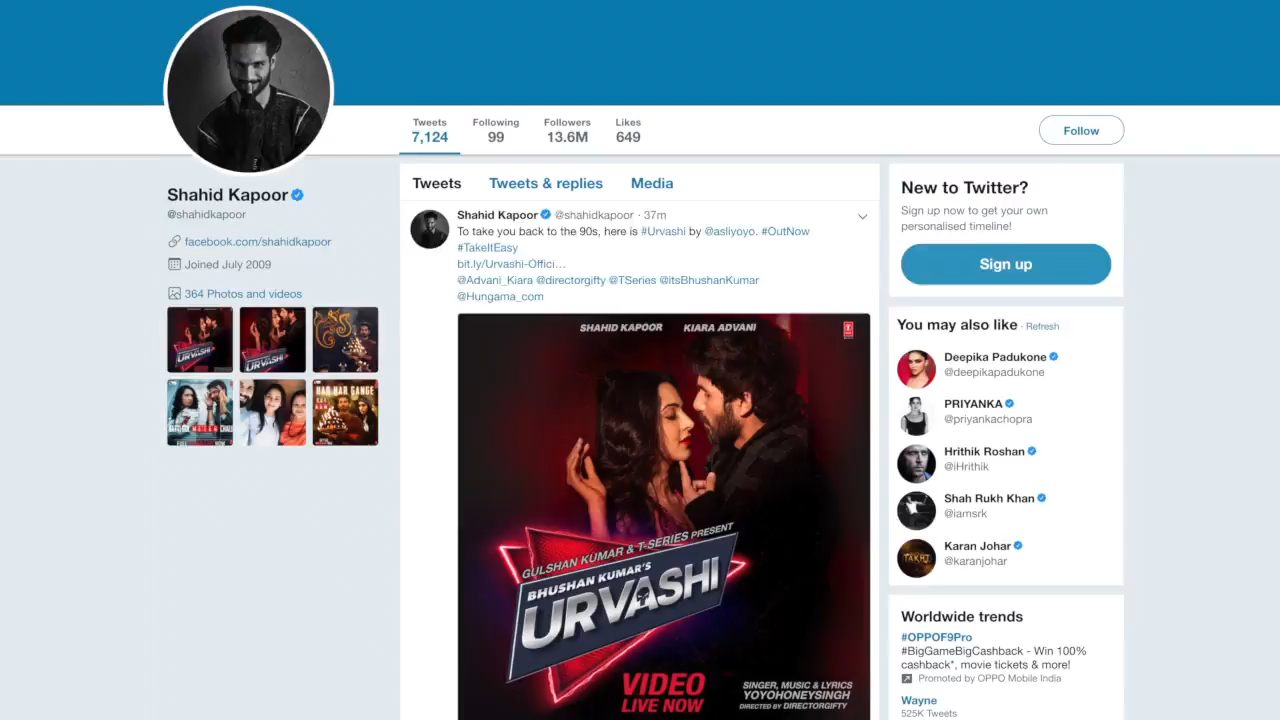 Tweets
7,124
Following
99
Followers
13.6M
Likes
649
Follow
Shahid Kapoor
@shahidkapoor
facebook.com/shahidkapoor
Joined July 2009
364 Photos and videos
URVASHI
URVASHI
HAR HAR GANGE
Tweets
Tweets & replies
Media
Shahid Kapoor @shahidkapoor · 37m
To take you back to the 90s, here is #Urvashi by @asliyoyo. #OutNow
#TakeItEasy
bit.ly/Urvashi-Offici…
@Advani_Kiara @directorgifty @TSeries @itsBhushanKumar
@Hungama_com
SHAHID KAPOOR KIARA ADVANI
T
GULSHAN KUMAR & T-SERIES PRESENT
BHUSHAN KUMAR'S
URVASHI
VIDEO
LIVE NOW
SINGER, MUSIC & LYRICS
YOYOHONEYSINGH
DIRECTED BY DIRECTORGIFTY
New to Twitter?
Sign up now to get your own
personalised timeline!
Sign up
You may also like · Refresh
Deepika Padukone
@deepikapadukone
PRIYANKA
@priyankachopra
Hrithik Roshan
@iHrithik
Shah Rukh Khan
@iamsrk
Karan Johar
@karanjohar
TAKHT
Worldwide trends
#OPPOF9Pro
#BigGameBigCashback - Win 100%
cashback*, movie tickets & more!
Promoted by OPPO Mobile India
Wayne
525K Tweets